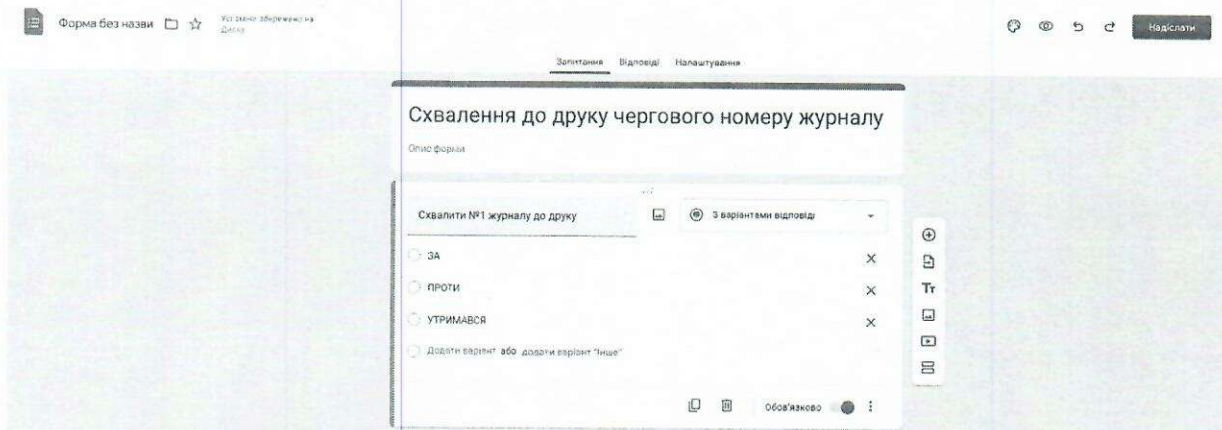 Форма без назви
Усі зміни збережено на
Диску
Надіслати
Запитання Відповіді Налаштування
Схвалення до друку чергового номеру журналу
Опис форми
Схвалити №1 журналу до друку
З варіантами відповіді
ЗА
ПРОТИ
УТРИМАВСЯ
Додати варіант або додати варіант "Інше"
Tт
Обов'язково